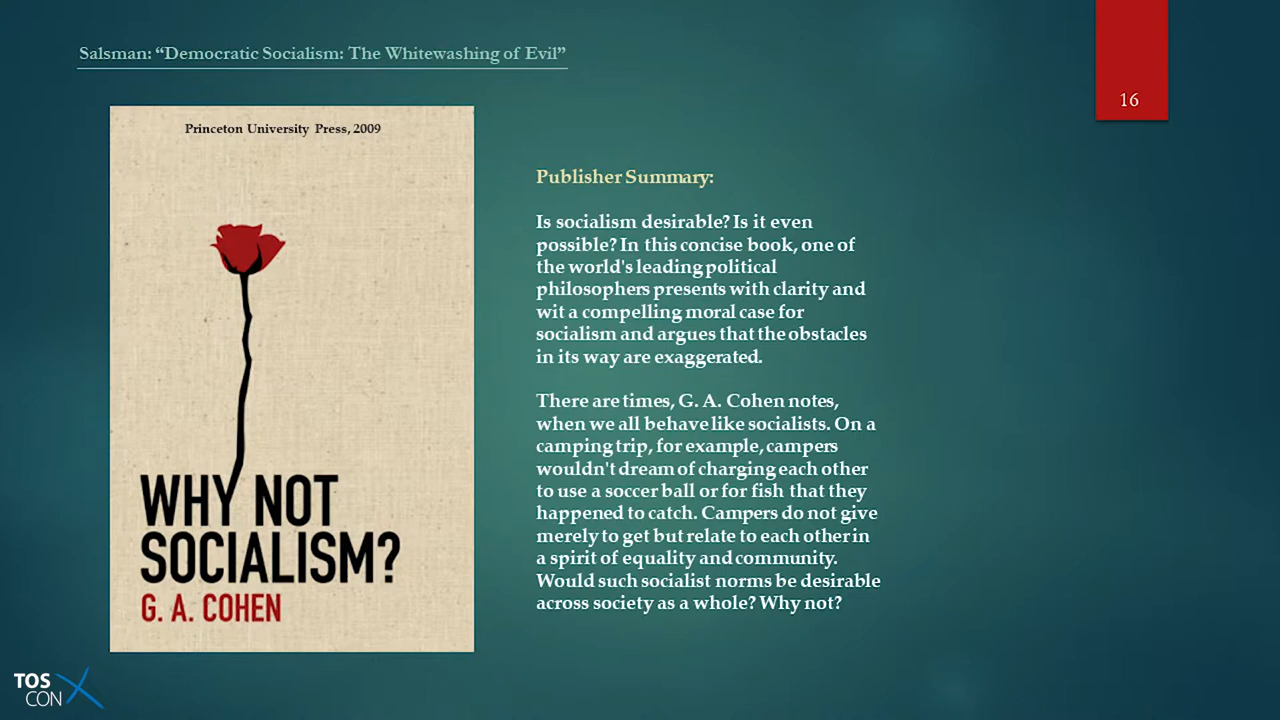 Salsman: “Democratic Socialism: The Whitewashing of Evil”
16
Princeton University Press, 2009
WHY NOT
SOCIALISM?
G. A. COHEN
Publisher Summary:
Is socialism desirable? Is it even
possible? In this concise book, one of
the world's leading political
philosophers presents with clarity and
wit a compelling moral case for
socialism and argues that the obstacles
in its way are exaggerated.
There are times, G. A. Cohen notes,
when we all behave like socialists. On a
camping trip, for example, campers
wouldn't dream of charging each other
to use a soccer ball or for fish that they
happened to catch. Campers do not give
merely to get but relate to each other in
a spirit of equality and community.
Would such socialist norms be desirable
across society as a whole? Why not?
TOS
CON